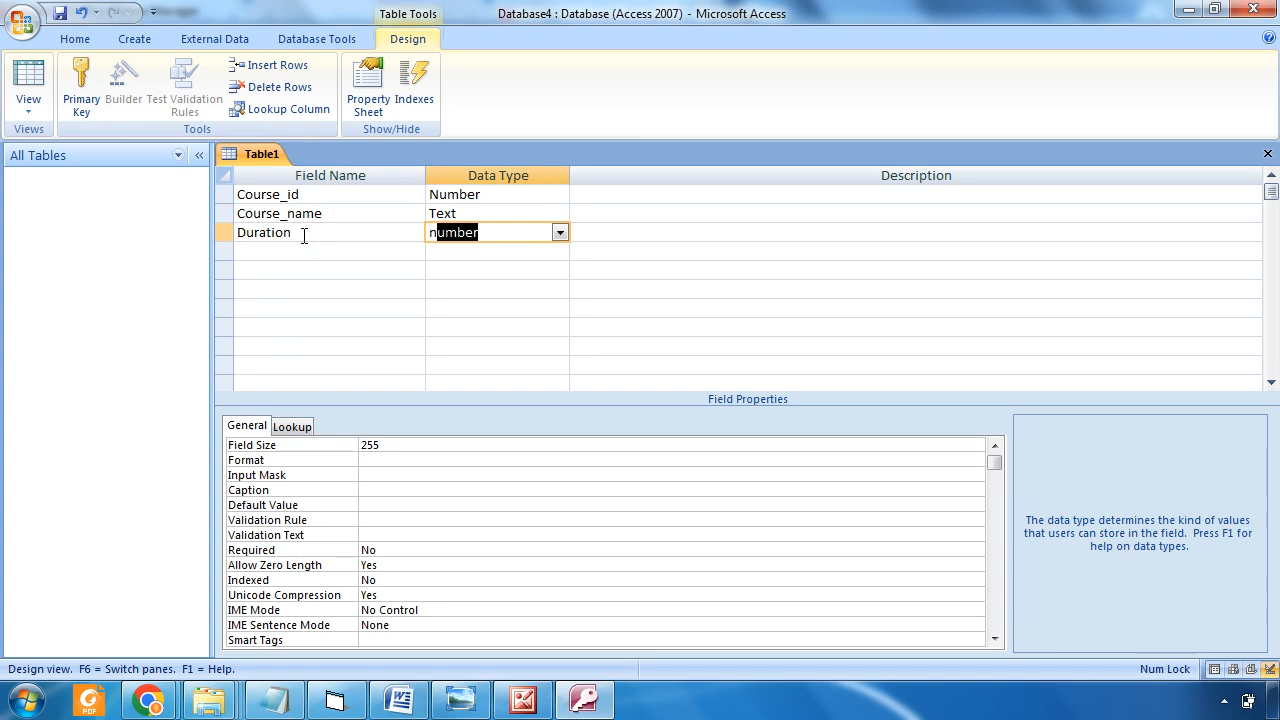 Table Tools
Database4 : Database (Access 2007) - Microsoft Access
Home
Create
External Data
Database Tools
Design
View
Views
Primary Key
Builder
Test Validation Rules
Insert Rows
Delete Rows
Lookup Column
Tools
Property Sheet
Indexes
Show/Hide
All Tables
Table1
Field Name Data Type Description
Course_id Number
Course_name Text
Duration number
Field Properties
General Lookup
Field Size 255
Format
Input Mask
Caption
Default Value
Validation Rule
Validation Text
Required No
Allow Zero Length Yes
Indexed No
Unicode Compression Yes
IME Mode No Control
IME Sentence Mode None
Smart Tags
The data type determines the kind of values
that users can store in the field. Press F1 for
help on data types.
Design view. F6 = Switch panes. F1 = Help.
Num Lock
PDF